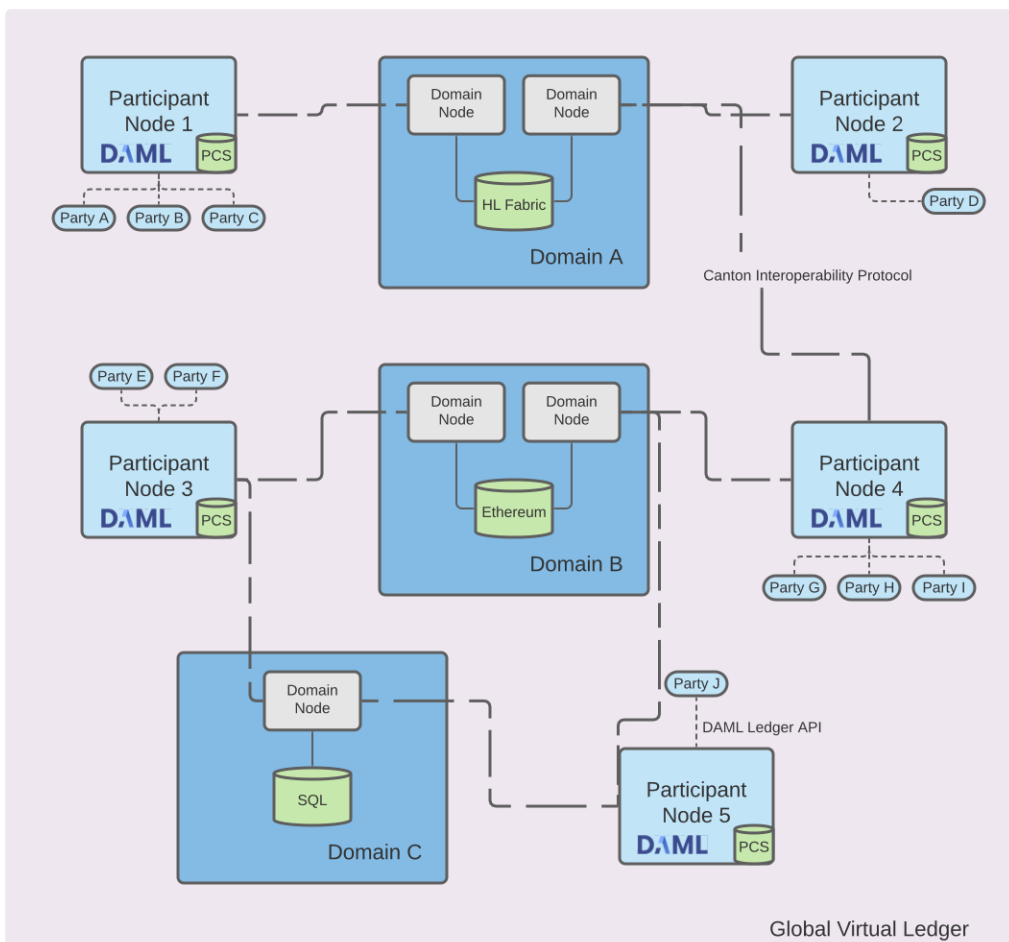 Participant
Node 1
DAML
PCS
Party A
Party B
Party C
Domain
Node
Domain
Node
HL Fabric
Domain A
Participant
Node 2
DAML
PCS
Party D
Canton Interoperability Protocol
Party E
Party F
Participant
Node 3
DAML
PCS
Domain
Node
Domain
Node
Ethereum
Domain B
Participant
Node 4
DAML
PCS
Party G
Party H
Party I
Domain
Node
SQL
Domain C
Party J
DAML Ledger API
Participant
Node 5
DAML
PCS
Global Virtual Ledger